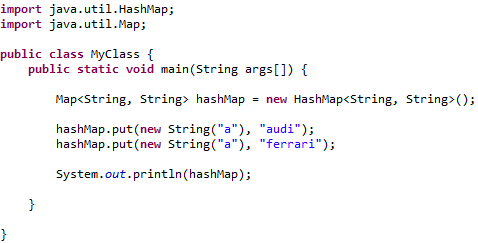 import java.util.HashMap;
import java.util.Map;
public class MyClass {
public static void main(String args[]) {
Map<String, String> hashMap = new HashMap<String, String>();
hashMap.put(new String("a"), "audi");
hashMap.put(new String("a"), "ferrari");
System.out.println(hashMap);
}
}